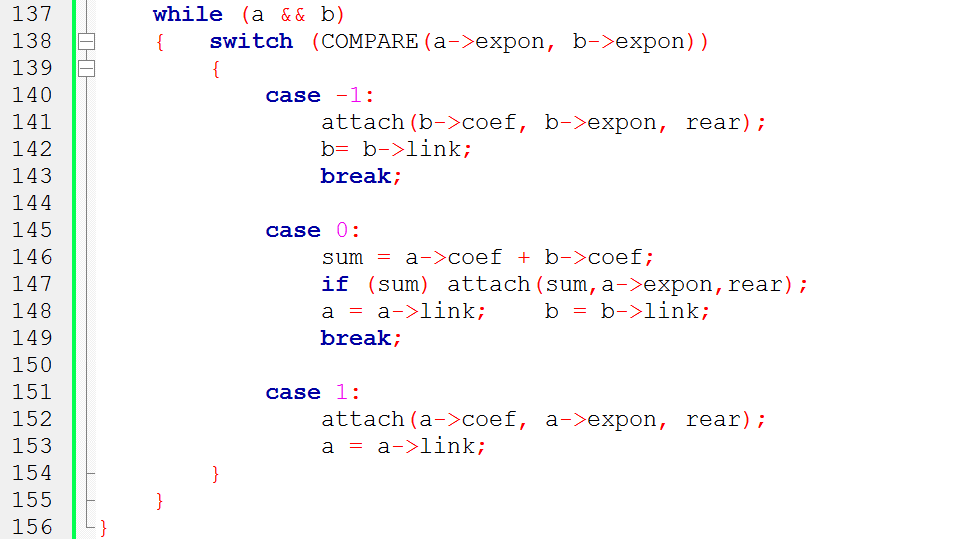 137 while (a && b)
138 { switch (COMPARE(a->expon, b->expon))
139 {
140 case -1:
141 attach(b->coef, b->expon, rear);
142 b= b->link;
143 break;
144
145 case 0:
146 sum = a->coef + b->coef;
147 if (sum) attach(sum,a->expon,rear);
148 a = a->link; b = b->link;
149 break;
150
151 case 1:
152 attach(a->coef, a->expon, rear);
153 a = a->link;
154 }
155 }
156 }